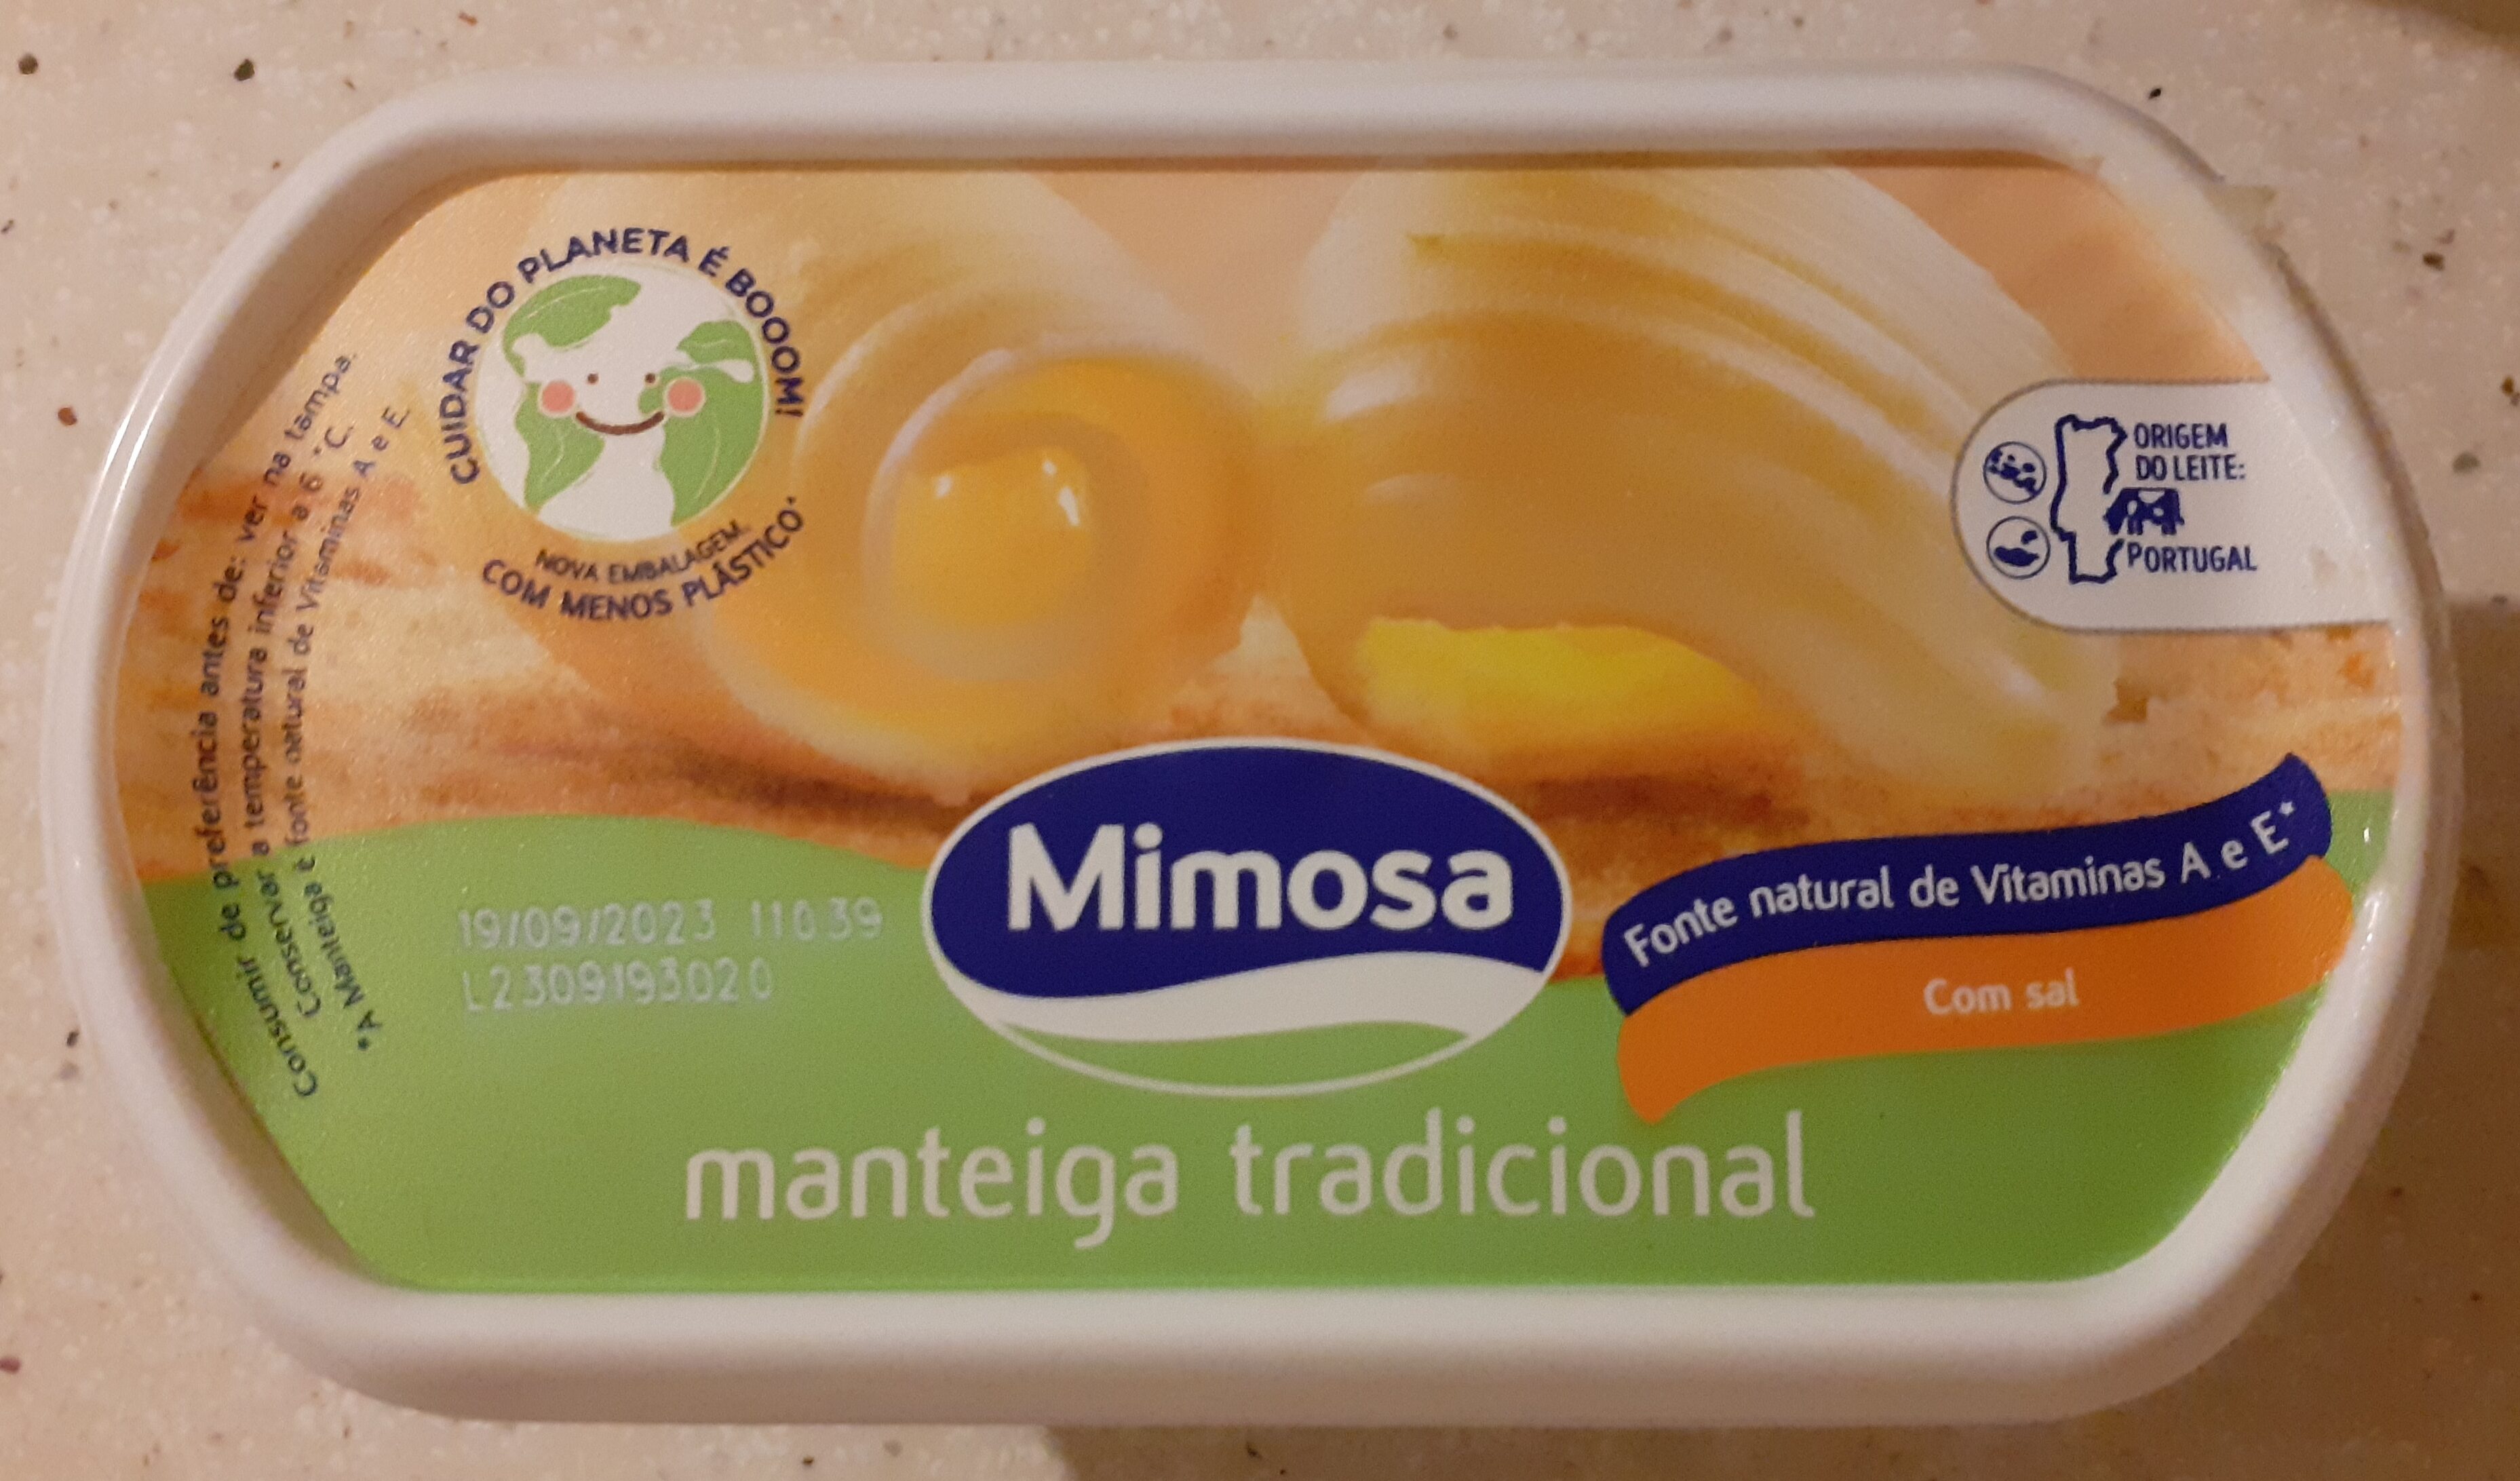 CUIDAR DO PLANETA É BOOOM!
NOVA EMBALAGEM
COM MENOS PLÁSTICO*
Consumir de preferência antes de: ver na tampa.
Conservar a temperatura inferior a 6 °C.
*A Manteiga é fonte natural de Vitaminas A e E.
ORIGEM
DO LEITE:
PORTUGAL
Mimosa
Fonte natural de Vitaminas A e E*
Com sal
19/09/2023 110:39
L2309193020
manteiga tradicional